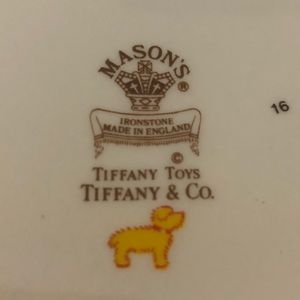 MASON'S®
IRONSTONE
MADE IN ENGLAND
16
©
TIFFANY TOYS
TIFFANY & CO.